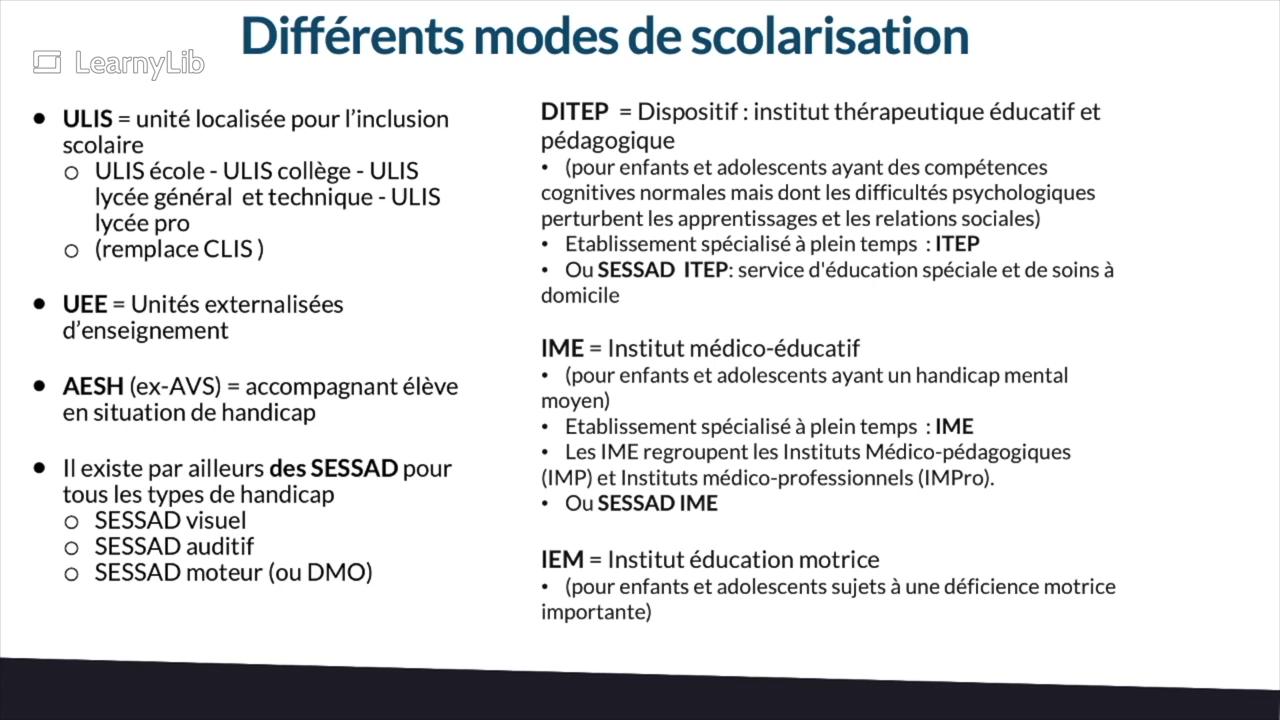 Différents modes de scolarisation
LearnyLib
• ULIS = unité localisée pour l'inclusion
scolaire
○ ULIS école - ULIS collège - ULIS
lycée général et technique - ULIS
lycée pro
○ (remplace CLIS )
• UEE = Unités externalisées
d'enseignement
• AESH (ex-AVS) = accompagnant élève
en situation de handicap
• Il existe par ailleurs des SESSAD pour
tous les types de handicap
○ SESSAD visuel
○ SESSAD auditif
○ SESSAD moteur (ou DMO)
DITEP = Dispositif : institut thérapeutique éducatif et
pédagogique
• (pour enfants et adolescents ayant des compétences
cognitives normales mais dont les difficultés psychologiques
perturbent les apprentissages et les relations sociales)
• Etablissement spécialisé à plein temps : ITEP
• Ou SESSAD ITEP: service d'éducation spéciale et de soins à
domicile
IME = Institut médico-éducatif
• (pour enfants et adolescents ayant un handicap mental
moyen)
• Etablissement spécialisé à plein temps : IME
• Les IME regroupent les Instituts Médico-pédagogiques
(IMP) et Instituts médico-professionnels (IMPro).
• Ou SESSAD IME
IEM = Institut éducation motrice
• (pour enfants et adolescents sujets à une déficience motrice
importante)